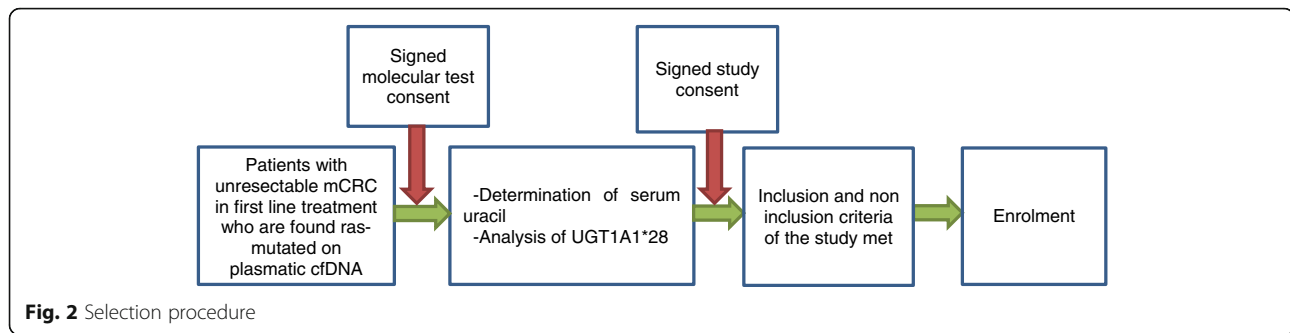 Signed
molecular test
consent
Signed study
consent
Patients with
unresectable mCRC
in first line treatment
who are found ras-
mutated on
plasmatic cfDNA
-Determination of serum
uracil
-Analysis of UGT1A1*28
Inclusion and non
inclusion criteria
of the study met
Enrolment
Fig. 2 Selection procedure